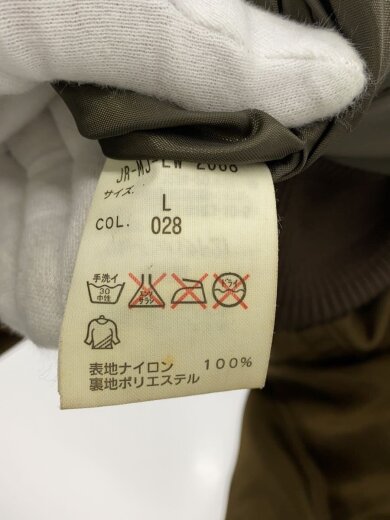 JR-MJ-EW 2008
サイズ
L
COL. 028
手洗イ
30
中性
エンソ
サラシ
ドライ
表地ナイロン 100%
裏地ポリエステル